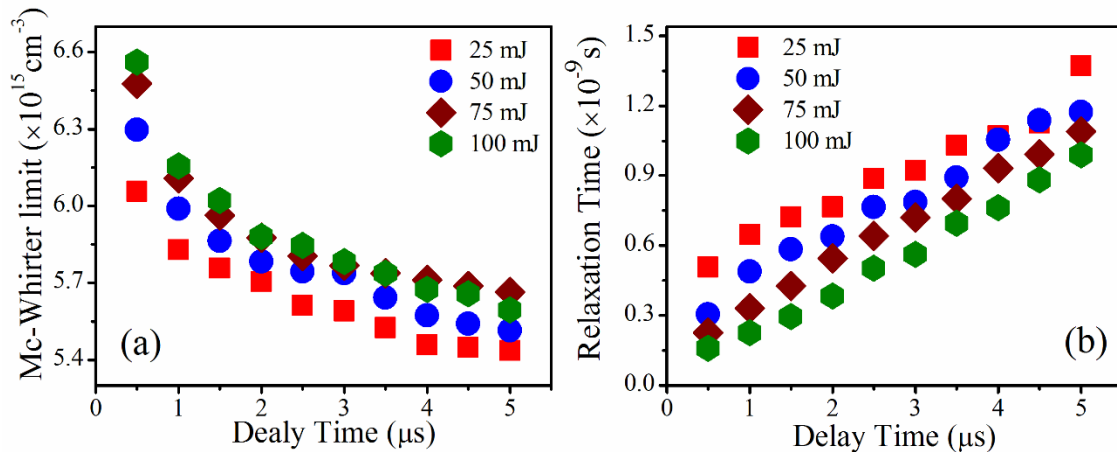 Mc-Whirter limit (×10¹⁵ cm⁻³)
6.6
6.3
6.0
5.7
5.4
25 mJ
50 mJ
75 mJ
100 mJ
(a)
0 1 2 3 4 5
Dealy Time (μs)
Relaxation Time (×10⁻⁹ s)
1.5
1.2
0.9
0.6
0.3
0.0
25 mJ
50 mJ
75 mJ
100 mJ
(b)
0 1 2 3 4 5
Delay Time (μs)